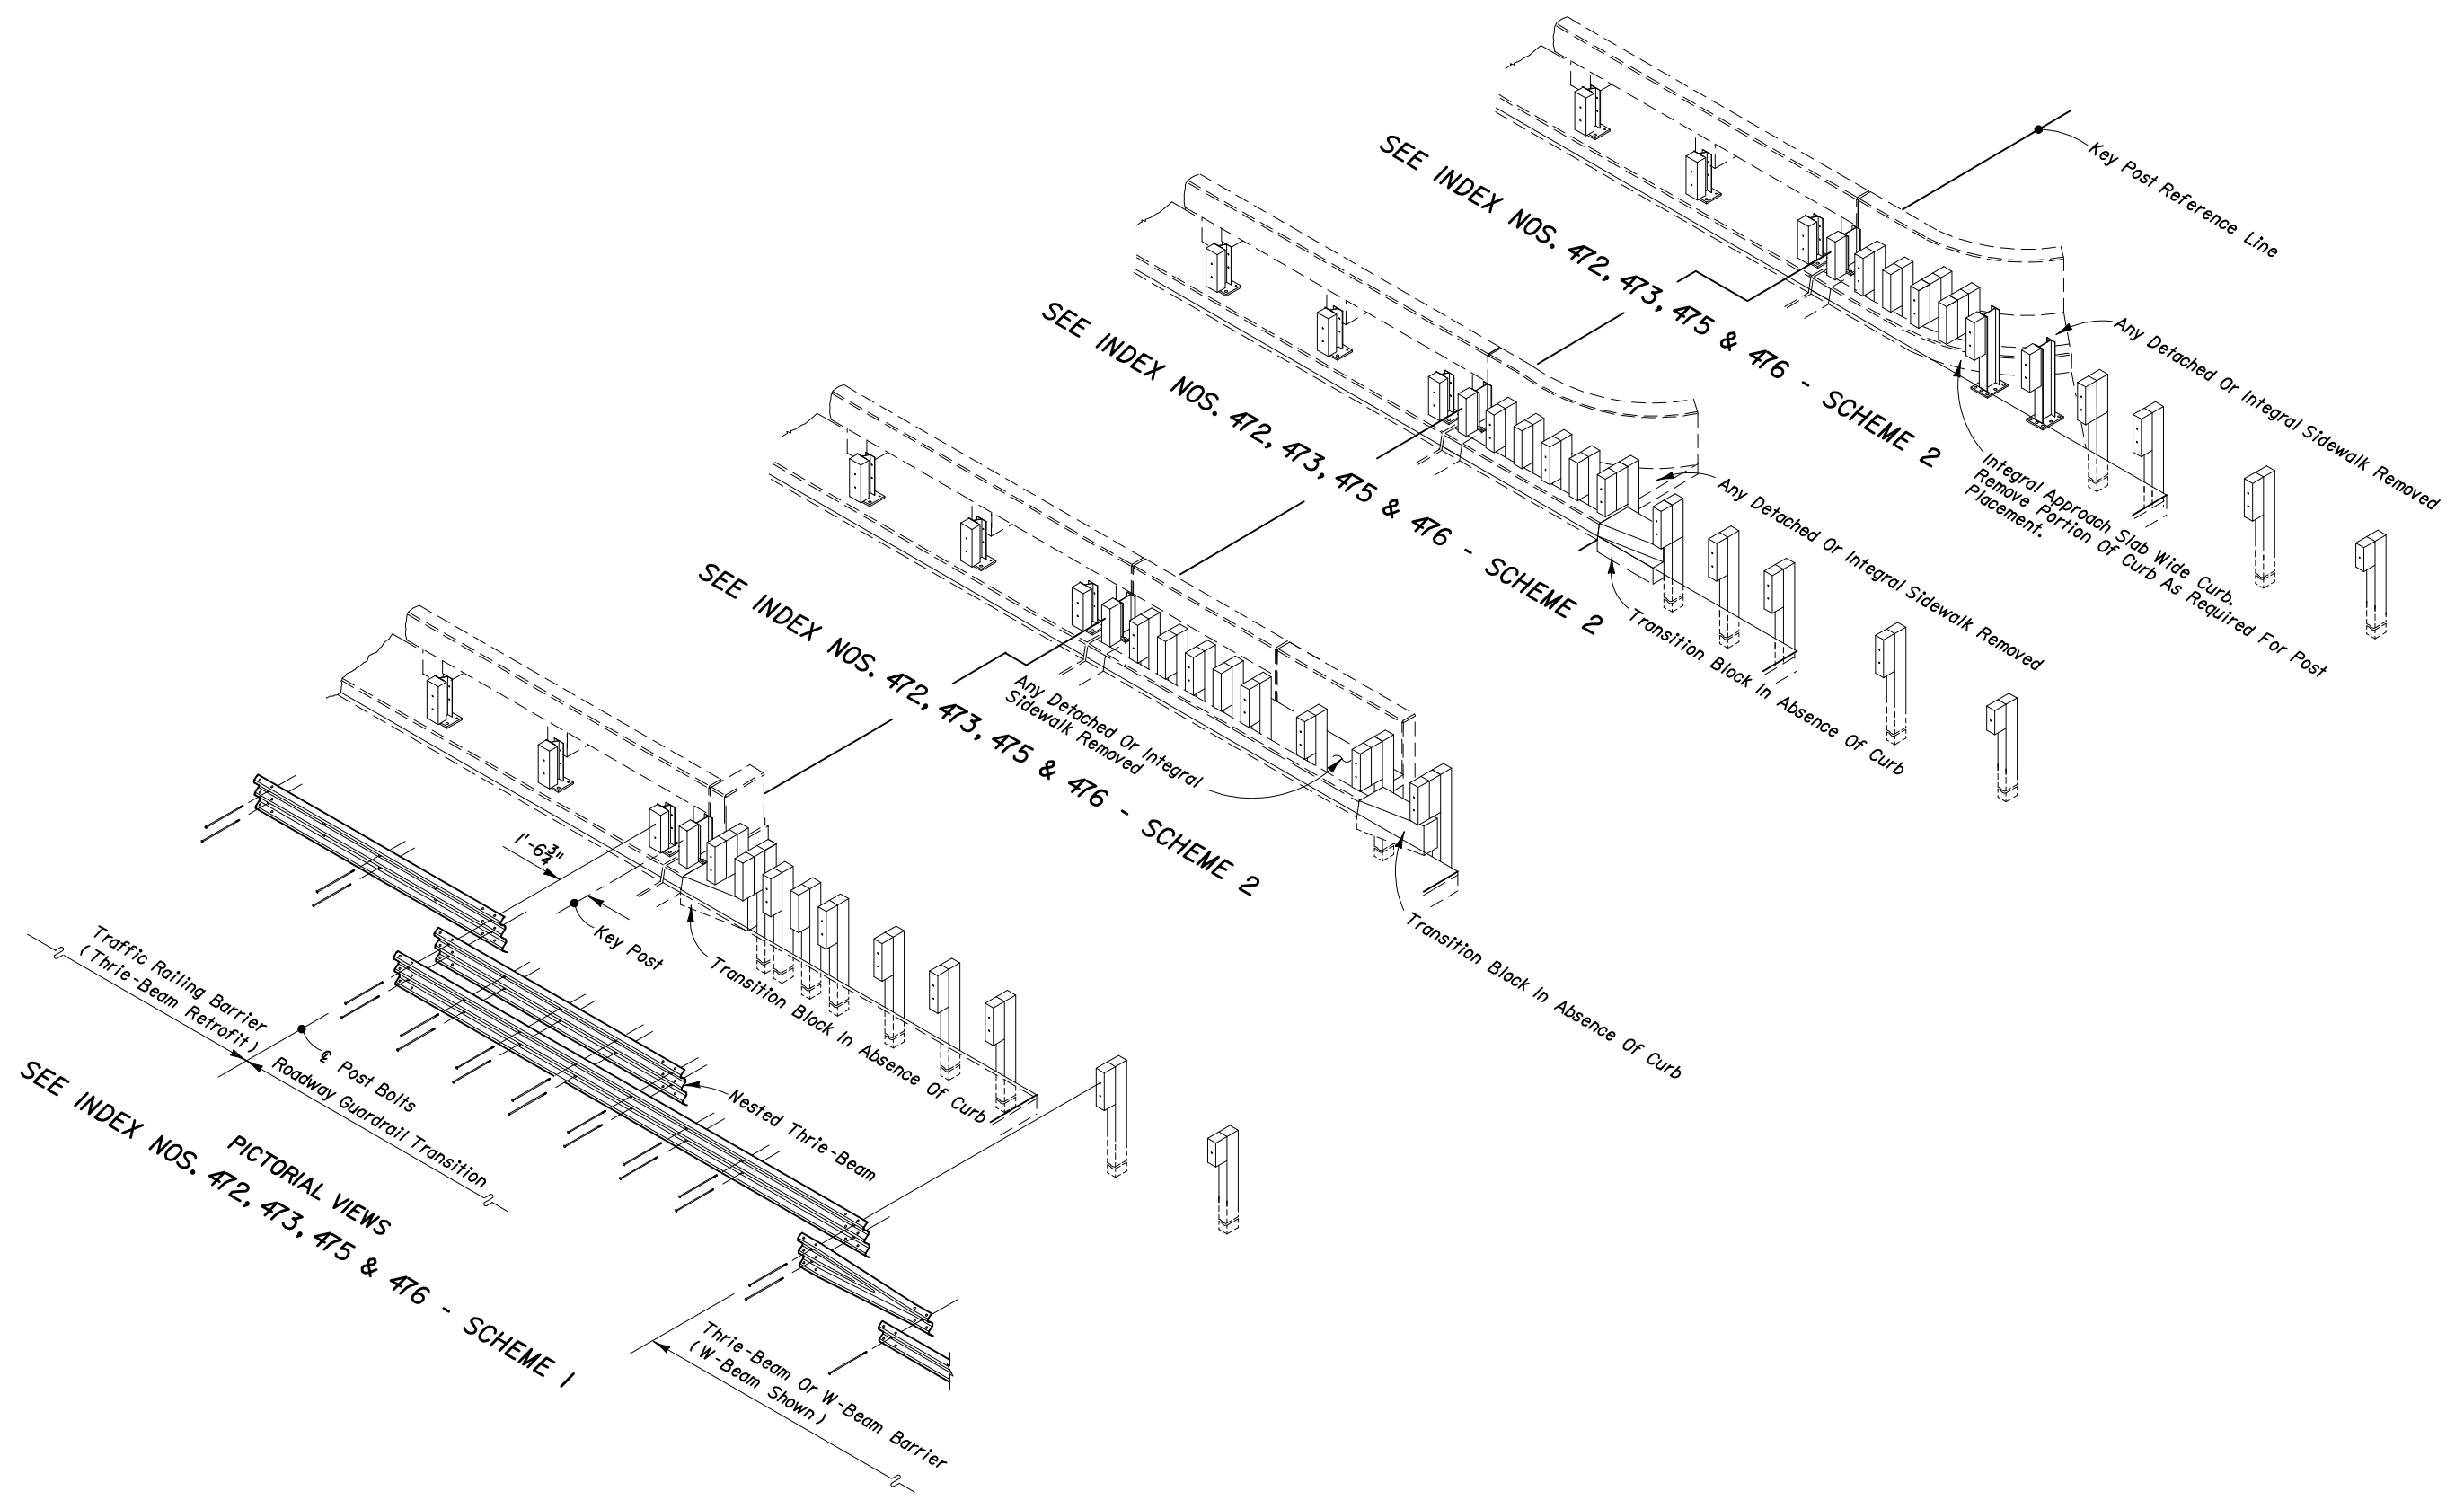 Key Post Reference Line
SEE INDEX NOS. 472, 473, 475 & 476 - SCHEME 2
Any Detached Or Integral Sidewalk Removed
Integral Approach Slab Wide Curb.
Remove Portion Of Curb As Required For Post
Placement.
SEE INDEX NOS. 472, 473, 475 & 476 - SCHEME 2
Any Detached Or Integral Sidewalk Removed
Transition Block In Absence Of Curb
SEE INDEX NOS. 472, 473, 475 & 476 - SCHEME 2
Any Detached Or Integral
Sidewalk Removed
Transition Block In Absence Of Curb
1'-6¾"
Key Post
Transition Block In Absence Of Curb
Traffic Railing Barrier
(Thrie-Beam Retrofit)
℄ Post Bolts
Roadway Guardrail Transition
Nested Thrie-Beam
PICTORIAL VIEWS
SEE INDEX NOS. 472, 473, 475 & 476 - SCHEME 1
Thrie-Beam Or W-Beam Barrier
(W-Beam Shown)